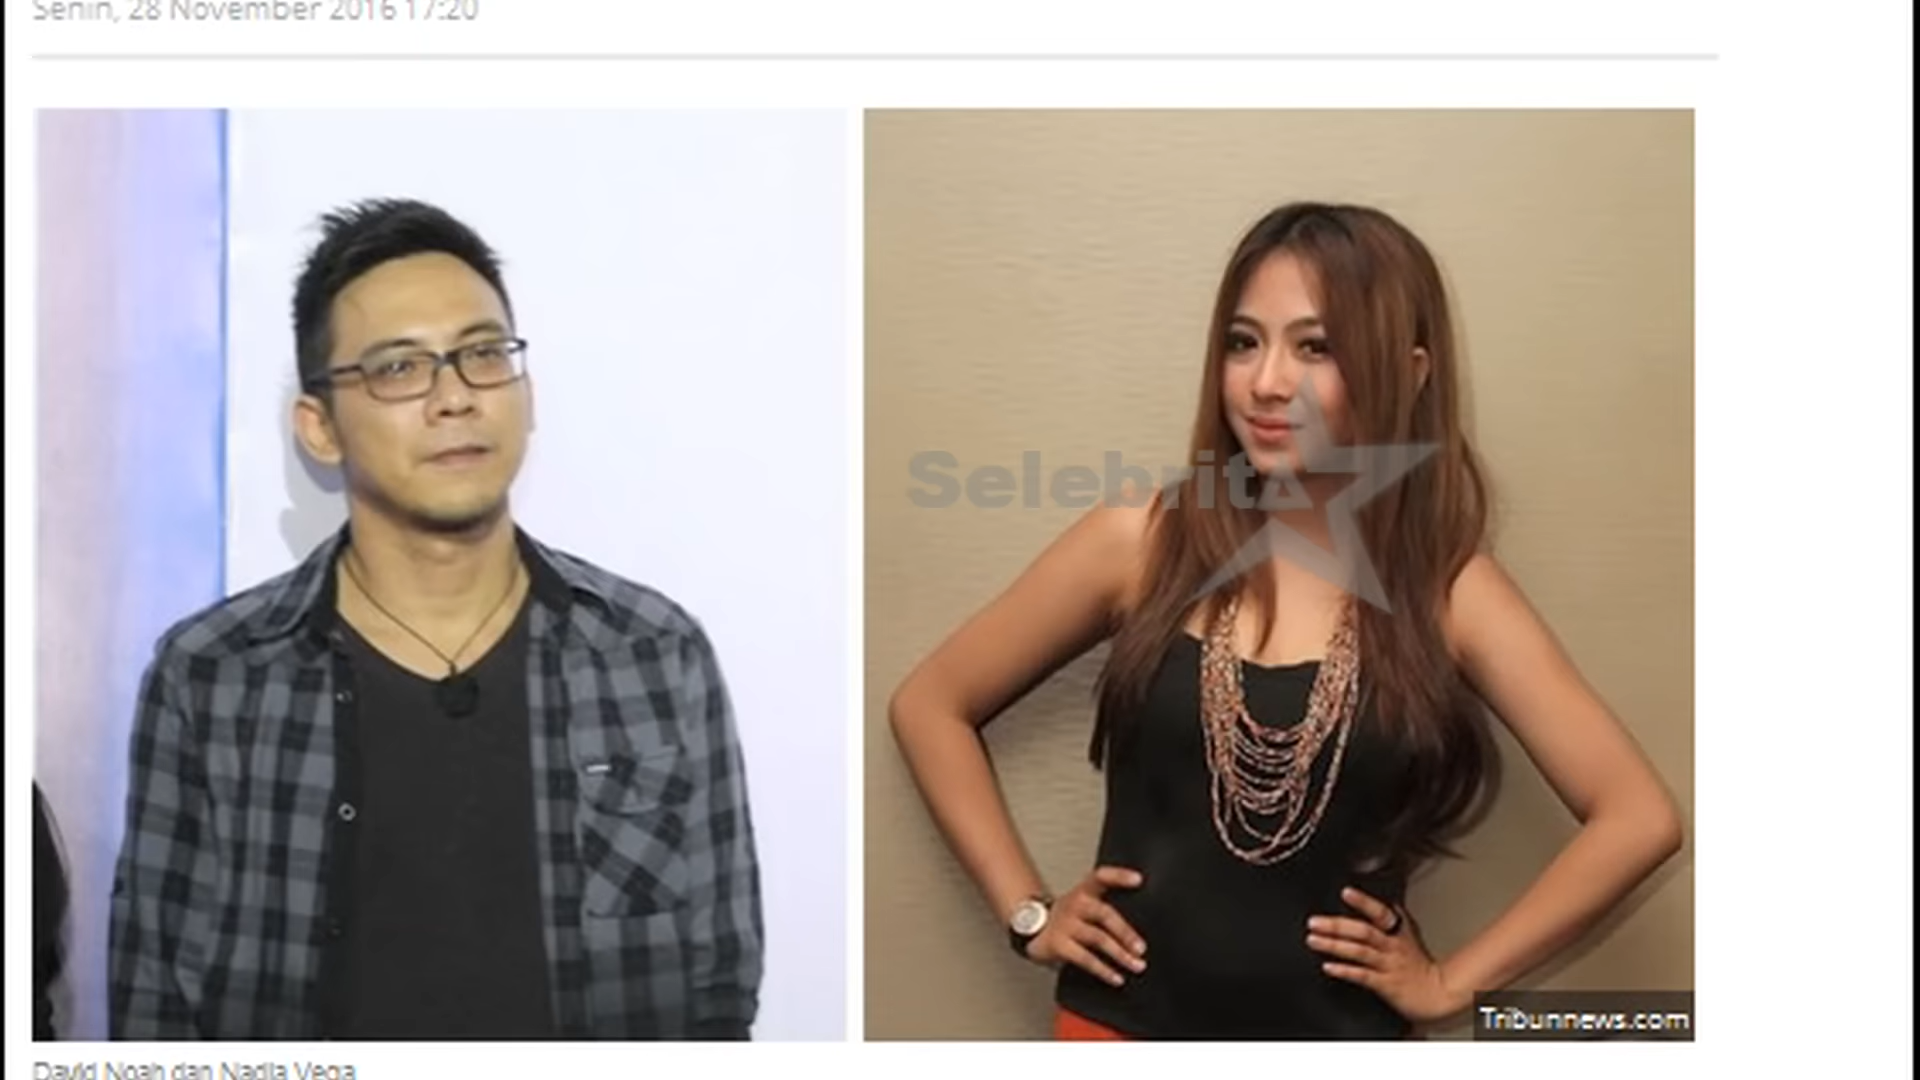 Senin, 28 November 2016 17:20
Selebrita
Tribunnews.com
David Noah dan Nadia Vega